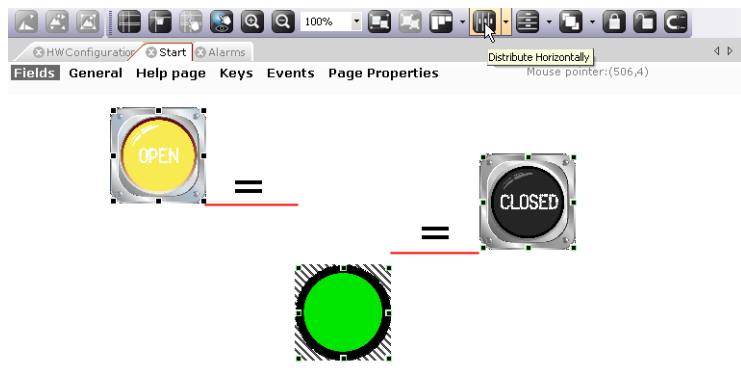 100%
HWConfiguration Start Alarms
Distribute Horizontally
Fields General Help page Keys Events Page Properties
Mouse pointer:(506,4)
OPEN
=
CLOSED
=